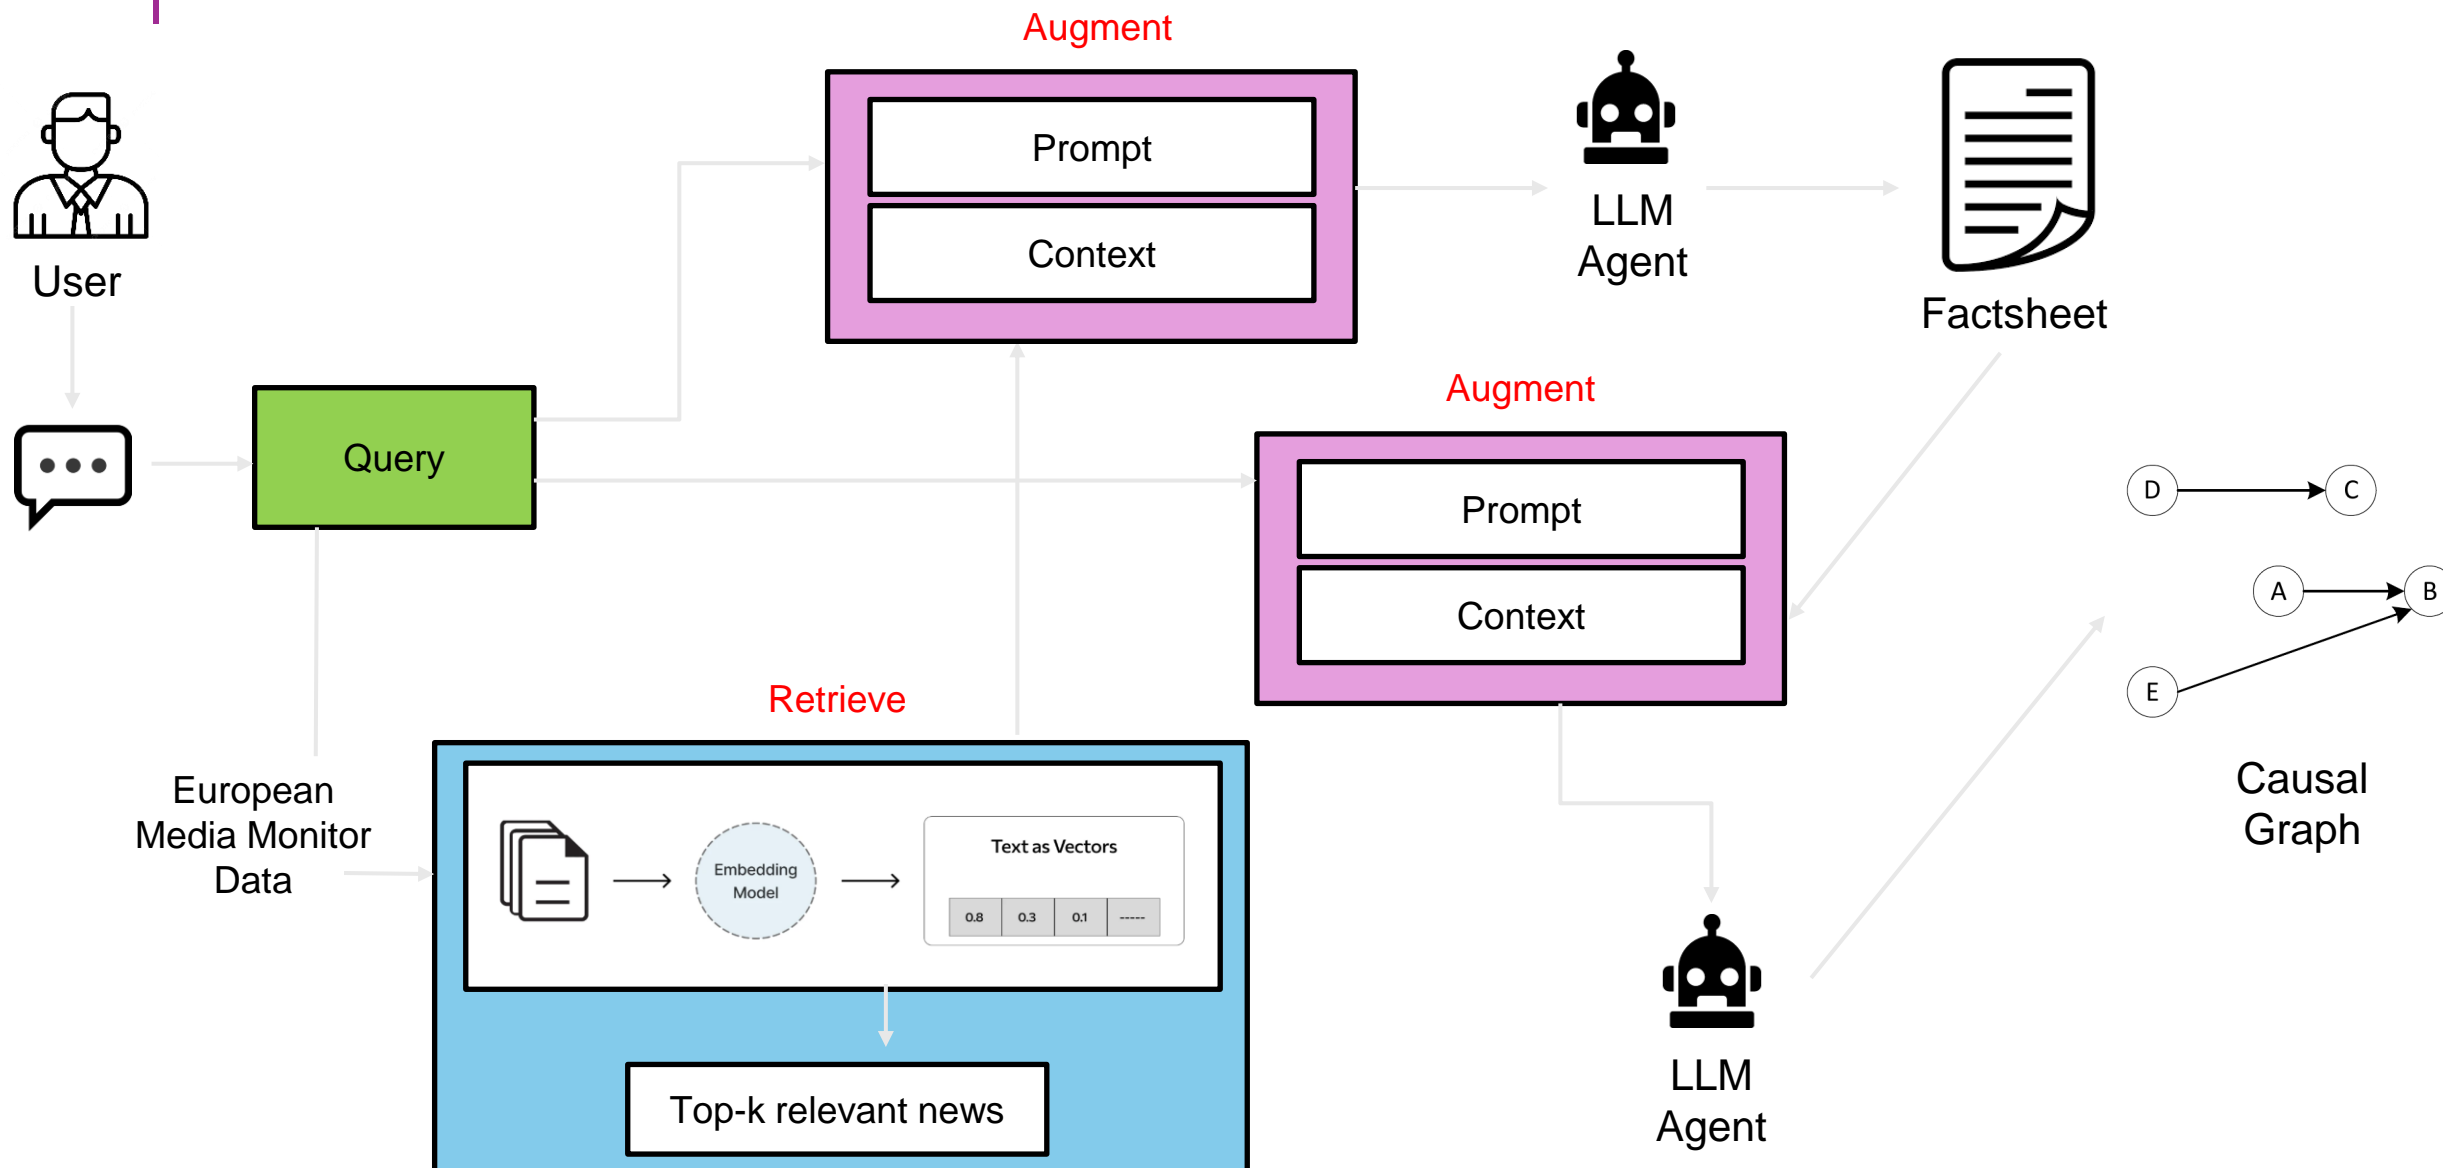 Augment
Prompt
Context
LLM
Agent
Factsheet
User
Query
Augment
Prompt
Context
D
C
A
B
E
Causal
Graph
Retrieve
European
Media Monitor
Data
Embedding
Model
Text as Vectors
0.8 0.3 0.1 -----
Top-k relevant news
LLM
Agent